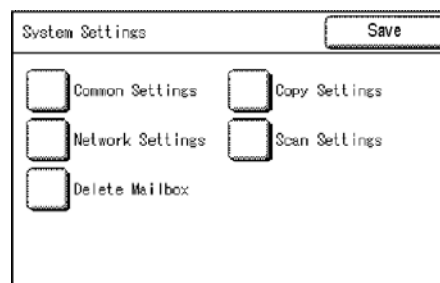 System Settings
Save
Common Settings
Copy Settings
Network Settings
Scan Settings
Delete Mailbox